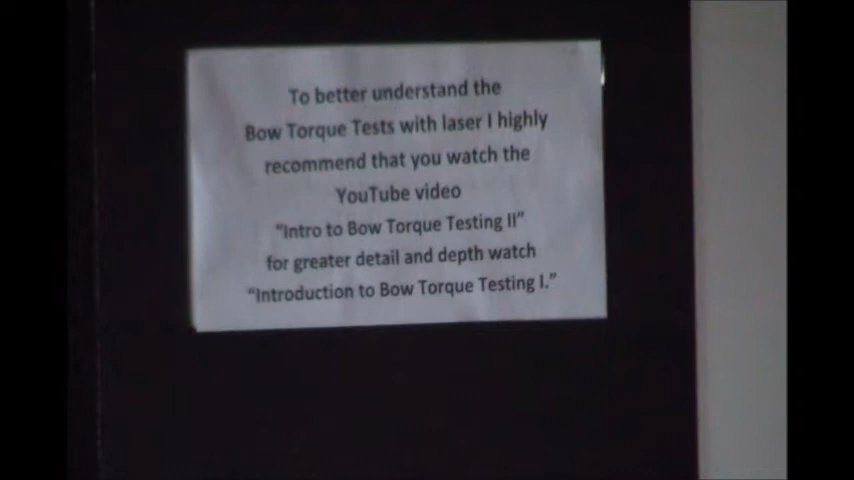 To better understand the
Bow Torque Tests with laser I highly
recommend that you watch the
YouTube video
“Intro to Bow Torque Testing II”
for greater detail and depth watch
“Introduction to Bow Torque Testing I.”